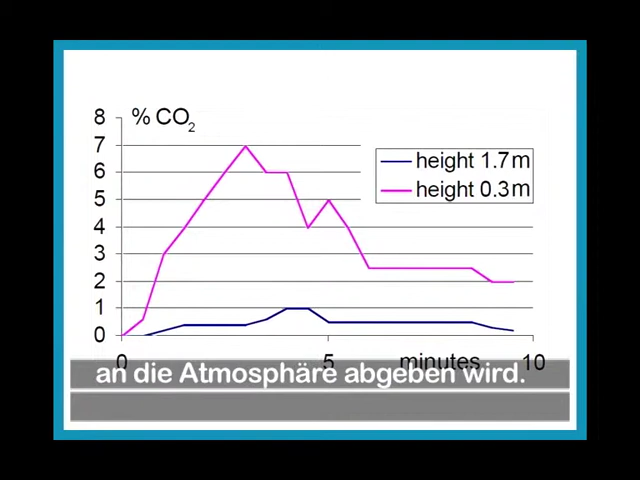 8 % CO2
7
6
5
4
3
2
1
0
height 1.7m
height 0.3m
0 5 minutes 10
an die Atmosphäre abgeben wird.